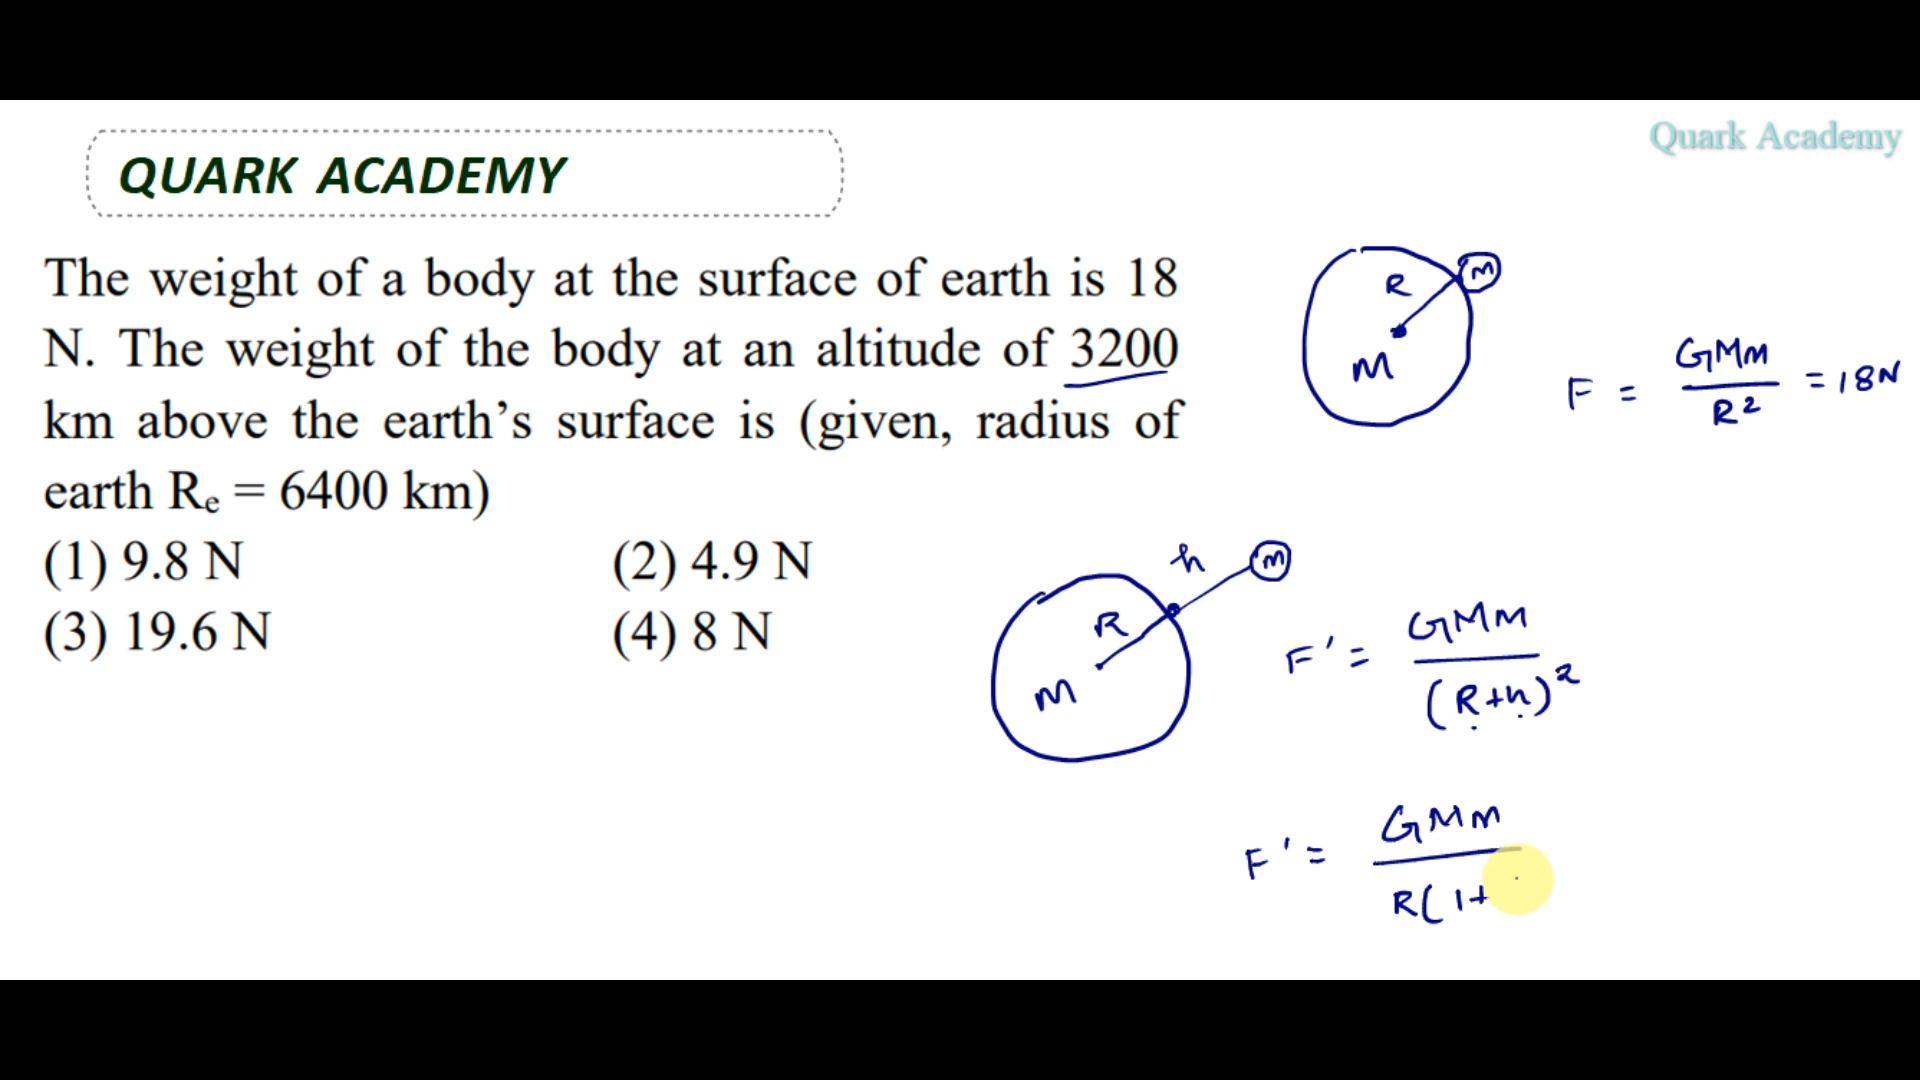 Quark Academy
QUARK ACADEMY
The weight of a body at the surface of earth is 18
N. The weight of the body at an altitude of 3200
km above the earth's surface is (given, radius of
earth Rₑ = 6400 km)
(1) 9.8 N (2) 4.9 N
(3) 19.6 N (4) 8 N
R m
M
F = GMm / R² = 18N
h m
R
M
F' = GMm / (R+h)²
F' = GMm / R(1+